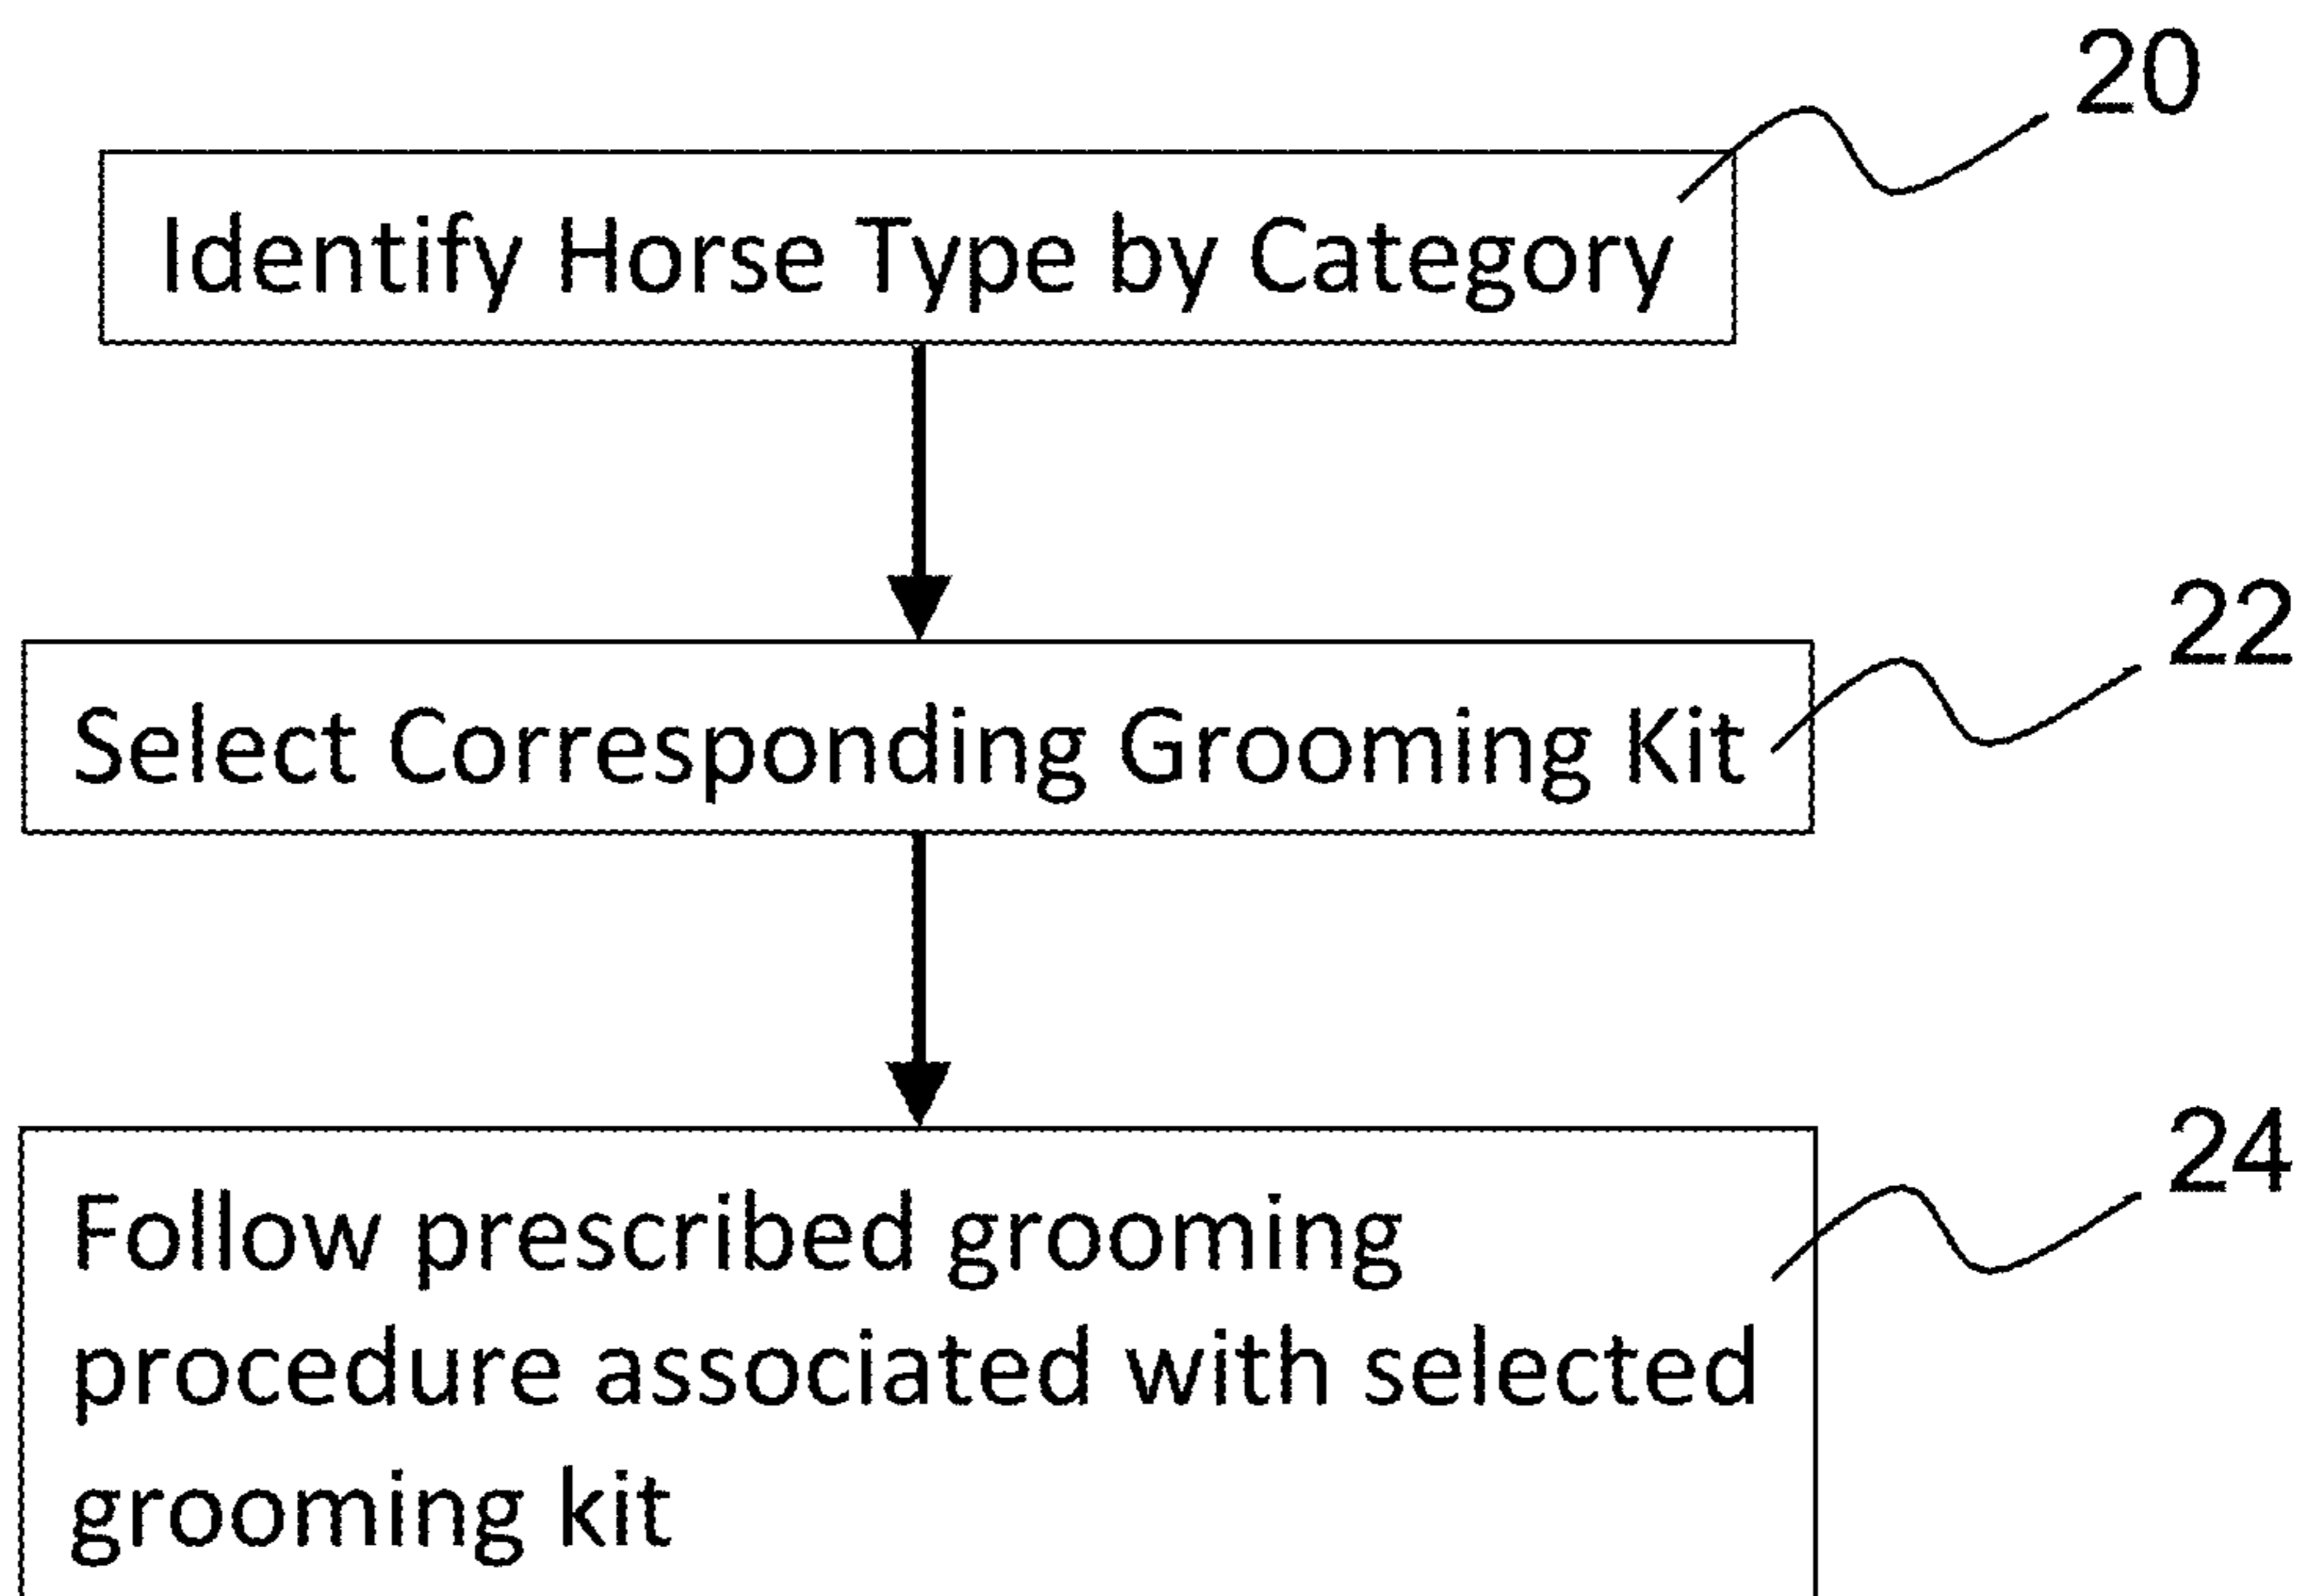 20
Identify Horse Type by Category
22
Select Corresponding Grooming Kit
24
Follow prescribed grooming
procedure associated with selected
grooming kit